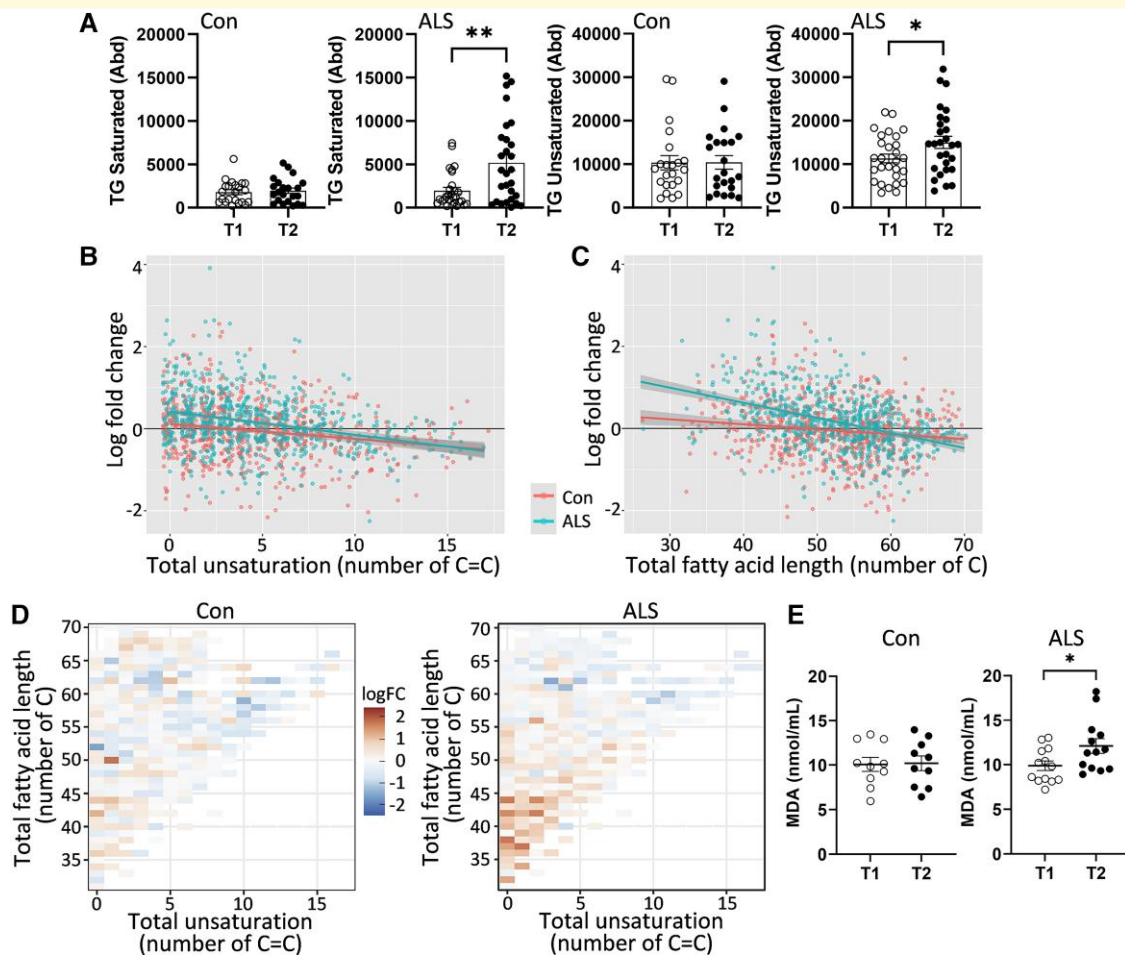 A
Con
TG Saturated (Abd)
20000
15000
10000
5000
0
T1
T2
ALS
TG Saturated (Abd)
20000
15000
10000
5000
0
**
T1
T2
Con
TG Unsaturated (Abd)
40000
30000
20000
10000
0
T1
T2
ALS
TG Unsaturated (Abd)
40000
30000
20000
10000
0
*
T1
T2
B
Log fold change
4
2
0
-2
0
5
10
15
Total unsaturation (number of C=C)
Con
ALS
C
Log fold change
4
2
0
-2
30
40
50
60
70
Total fatty acid length (number of C)
D
Con
Total fatty acid length
(number of C)
70
65
60
55
50
45
40
35
0
5
10
15
Total unsaturation
(number of C=C)
logFC
2
1
0
-1
-2
ALS
Total fatty acid length
(number of C)
70
65
60
55
50
45
40
35
0
5
10
15
Total unsaturation
(number of C=C)
E
Con
MDA (nmol/mL)
20
15
10
5
0
T1
T2
ALS
MDA (nmol/mL)
20
15
10
5
0
*
T1
T2